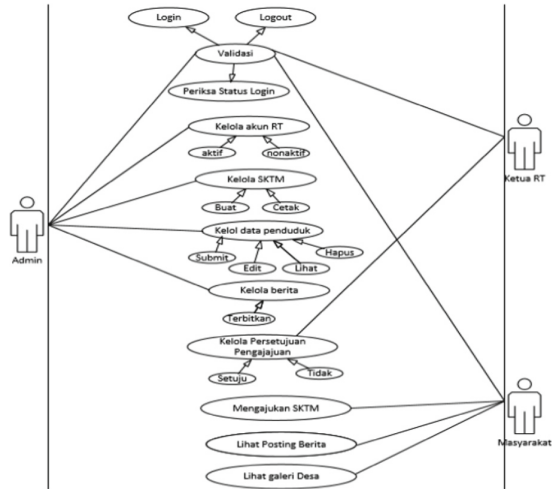 Login
Logout
Validasi
Periksa Status Login
Kelola akun RT
aktif
nonaktif
Ketua RT
Kelola SKTM
Buat
Cetak
Kelol data penduduk
Admin
Submit
Hapus
Edit
Lihat
Kelola berita
Terbitkan
Kelola Persetujuan
Pengajajuan
Setuju
Tidak
Mengajukan SKTM
Lihat Posting Berita
Masyarakat
Lihat galeri Desa